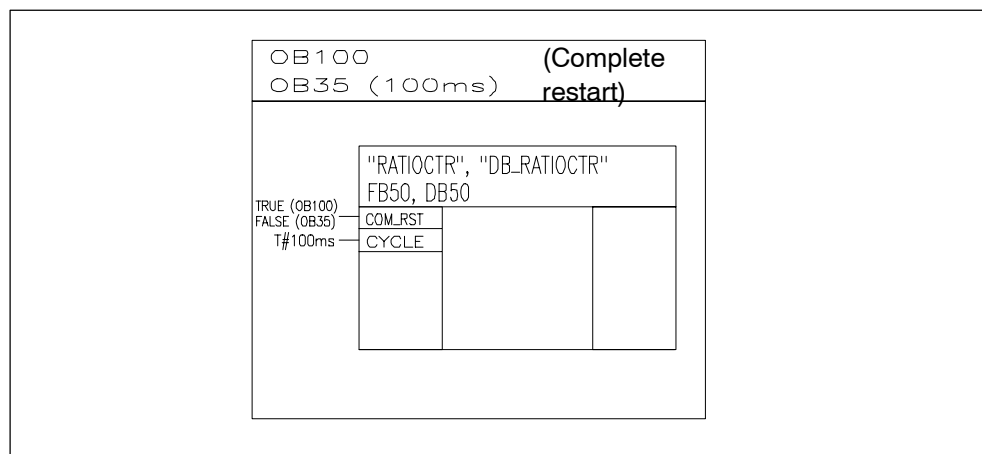 OB100 (Complete
OB35 (100ms) restart)
"RATIOCTR", "DB_RATIOCTR"
FB50, DB50
TRUE (OB100)
FALSE (OB35) COM_RST
T#100ms CYCLE